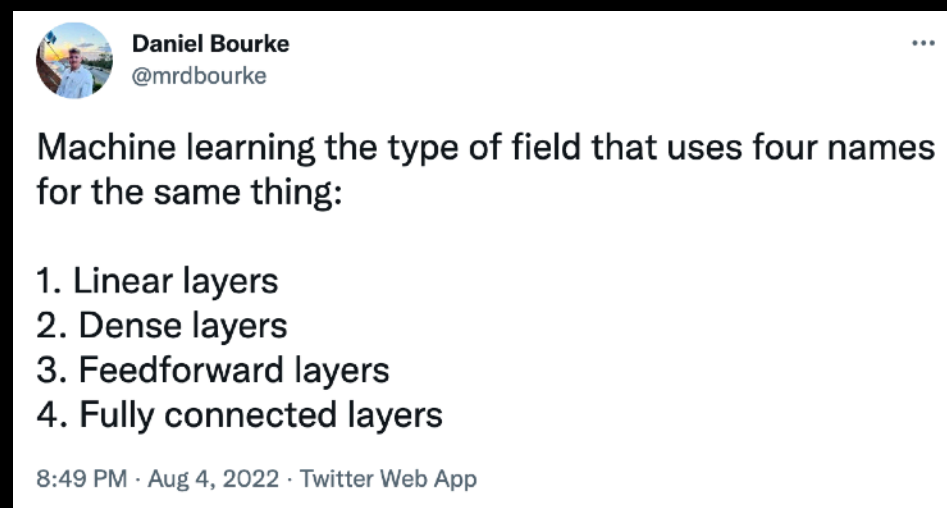 Daniel Bourke
@mrdbourke
Machine learning the type of field that uses four names
for the same thing:
1. Linear layers
2. Dense layers
3. Feedforward layers
4. Fully connected layers
8:49 PM · Aug 4, 2022 · Twitter Web App